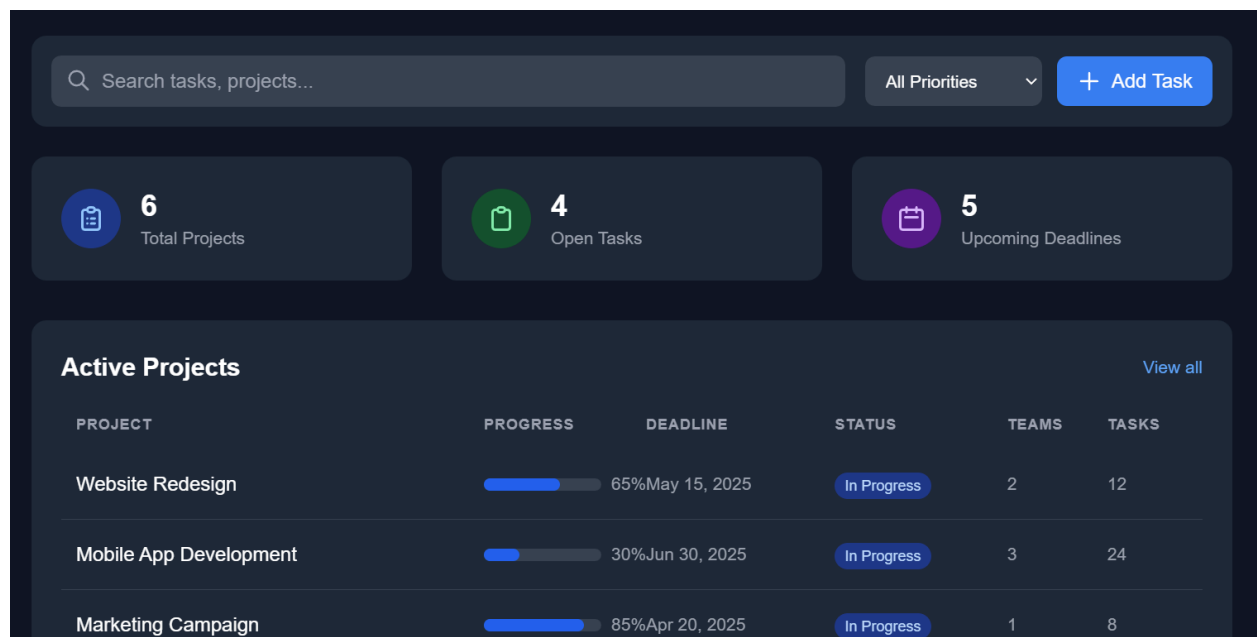 Search tasks, projects...
All Priorities
Add Task
6
Total Projects
4
Open Tasks
5
Upcoming Deadlines
Active Projects
View all
PROJECT PROGRESS DEADLINE STATUS TEAMS TASKS
Website Redesign 65% May 15, 2025 In Progress 2 12
Mobile App Development 30% Jun 30, 2025 In Progress 3 24
Marketing Campaign 85% Apr 20, 2025 In Progress 1 8